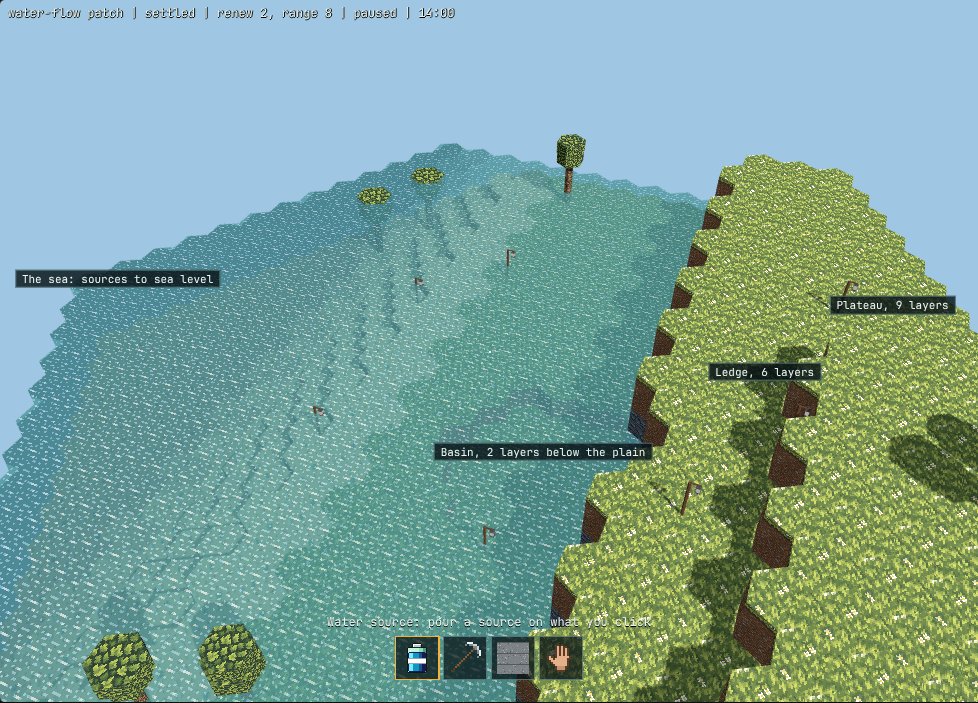 water-flow patch | settled | renew 2, range 8 | paused | 14:00
The sea: sources to sea level
Plateau, 9 layers
Ledge, 6 layers
Basin, 2 layers below the plain
Water source: pour a source on what you click